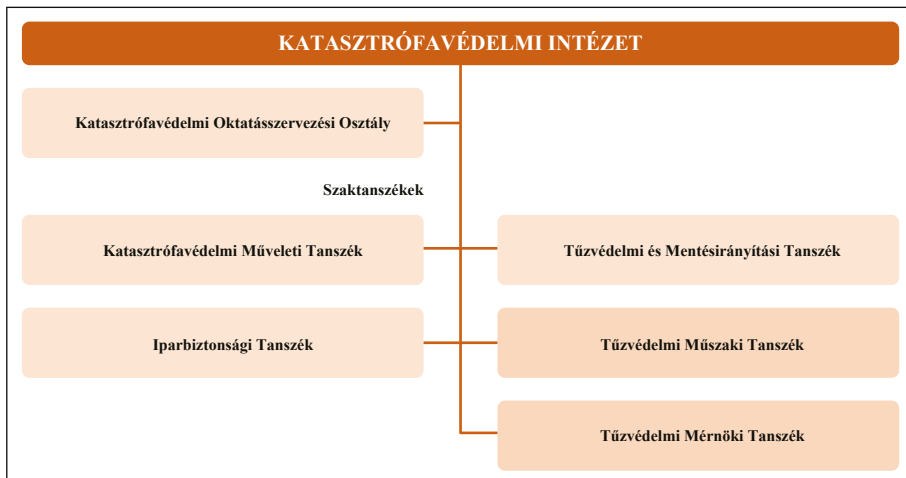 KATASZTRÓFAVÉDELMI INTÉZET
Katasztrófavédelmi Oktatásszervezési Osztály
Szaktanszékek
Katasztrófavédelmi Műveleti Tanszék
Tűzvédelmi és Mentésirányítási Tanszék
Iparbiztonsági Tanszék
Tűzvédelmi Műszaki Tanszék
Tűzvédelmi Mérnöki Tanszék